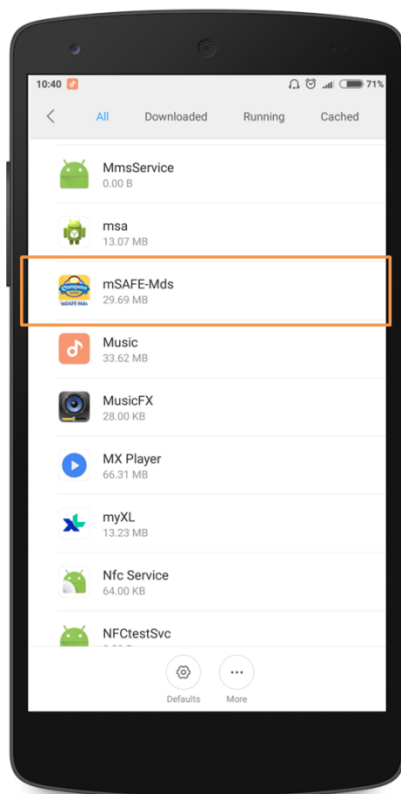 10:40 71%
All Downloaded Running Cached
MmsService
0.00 B
msa
13.07 MB
mSAFE-Mds
29.69 MB
Music
33.62 MB
MusicFX
28.00 KB
MX Player
66.31 MB
myXL
13.23 MB
Nfc Service
64.00 KB
NFCtestSvc
Defaults More